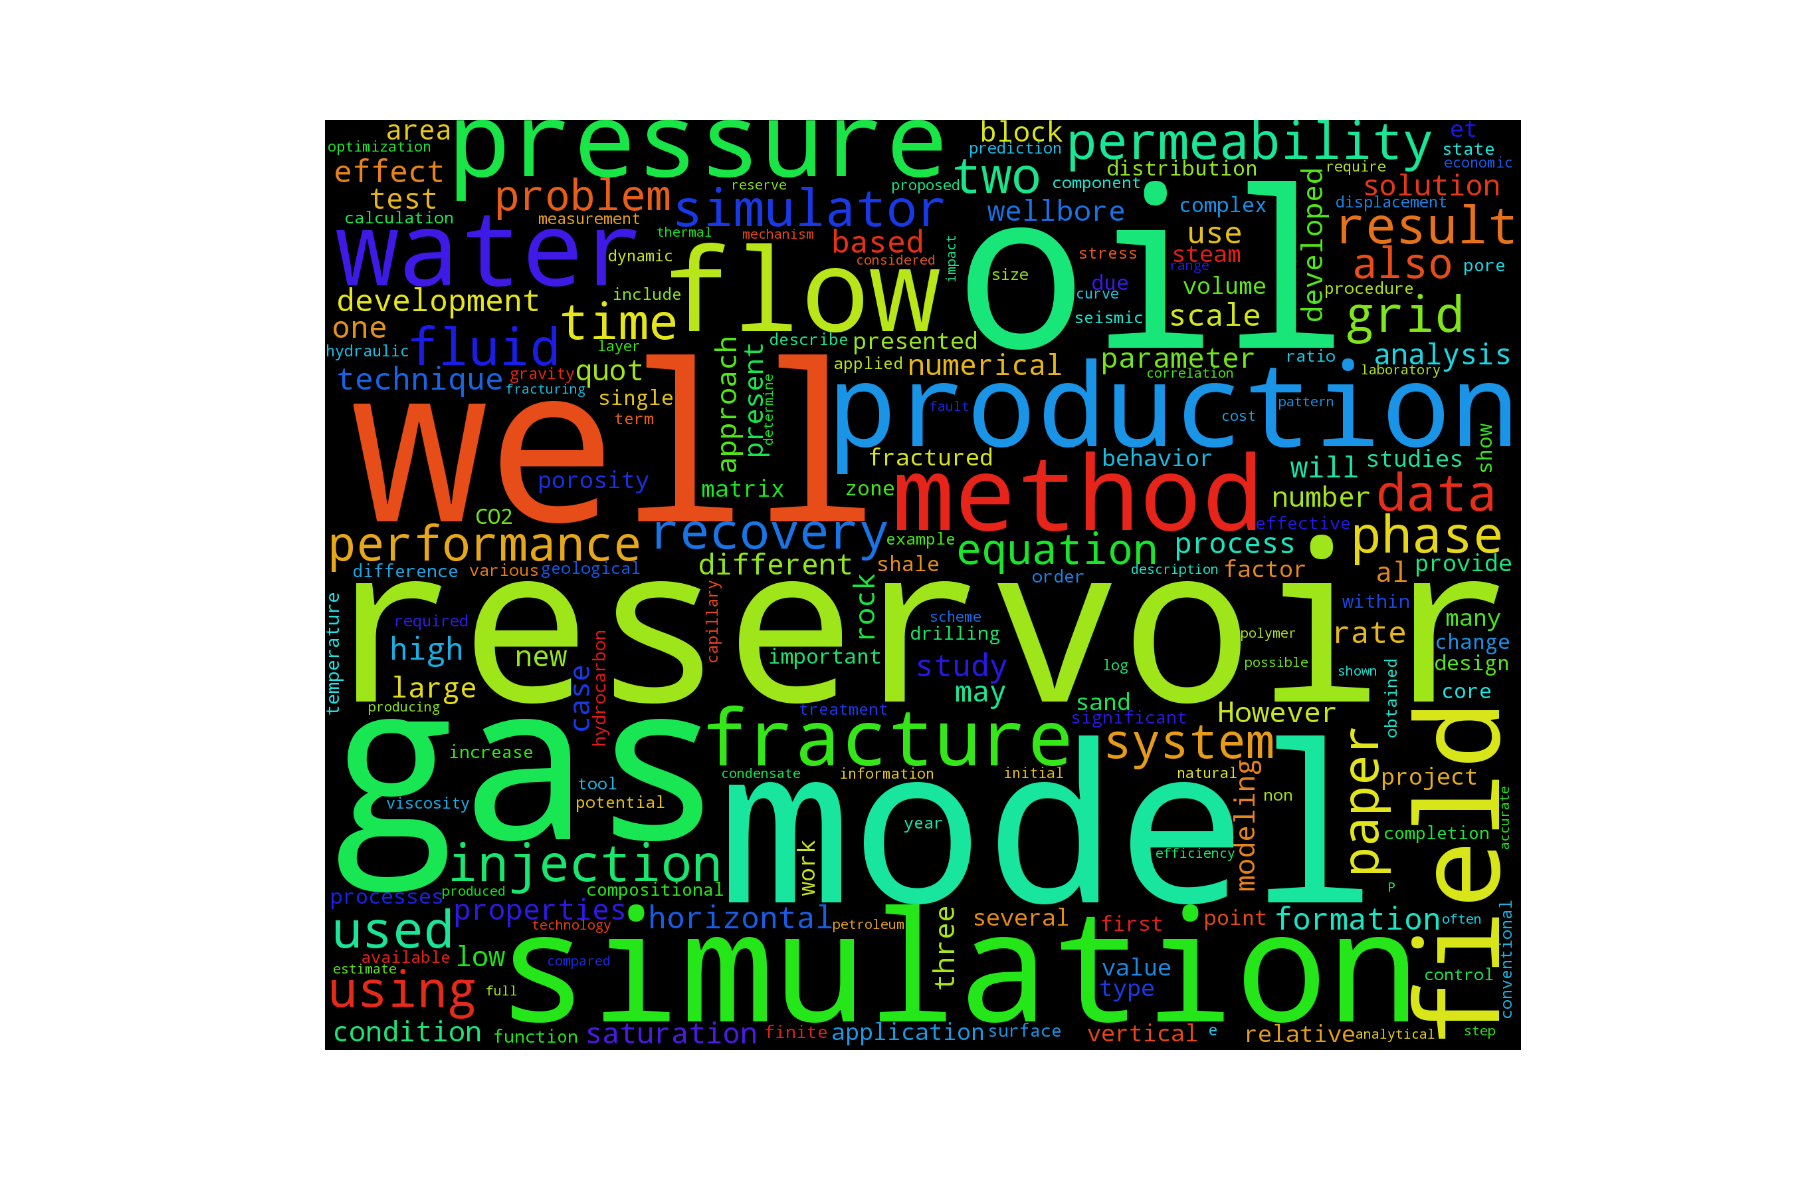 area
pressure
block
permeability
et
optimization
prediction
state
effect
distribution
require
economic
test
problem
reserve
proposed
two
component
oil
solution
calculation
measurement
simulator
wellbore
complex
developed
displacement
water
thermal
mechanism
based
use
result
flow
dynamic
considered
impact
stress
steam
also
pore
size
range
development
include
due
volume
procedure
curve
one
time
seismic
scale
grid
hydraulic
fluid
layer
describe
presented
analysis
technique
gravity
quot
approach
present
applied
numerical
parameter
ratio
laboratory
fracturing
single
determine
correlation
well
term
production
fault
cost
pattern
fractured
behavior
will
studies
show
porosity
matrix
zone
method
number
data
CO2
recovery
effective
performance
example
equation
process
phase
difference
various
geological
different
shale
description
factor
al
provide
order
reservoir
rock
temperature
required
capillary
scheme
within
many
high
hydrocarbon
drilling
polymer
rate
change
new
case
important
study
log
possible
shown
design
large
may
sand
obtained
core
producing
treatment
significant
However
gas
fracture
system
field
increase
paper
condensate
information
initial
natural
modeling
project
viscosity
tool
potential
model
non
accurate
year
completion
injection
work
efficiency
processes
produced
compositional
P
properties
horizontal
petroleum
three
several
first
point
formation
often
conventional
used
technology
simulation
available
low
compared
value
estimate
using
full
type
control
condition
function
saturation
finite
application
surface
vertical
e
relative
analytical
step